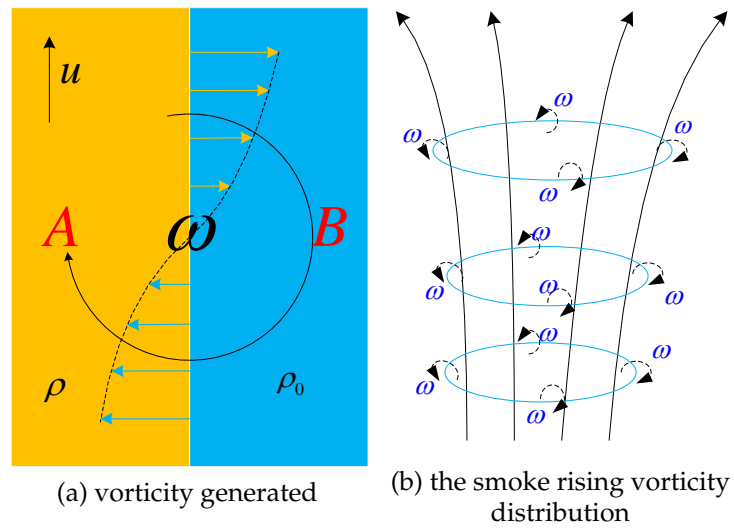 u
A
ω
B
ρ
ρ₀
(a) vorticity generated
ω
ω
ω
ω
ω
ω
ω
ω
ω
ω
ω
ω
(b) the smoke rising vorticity
distribution